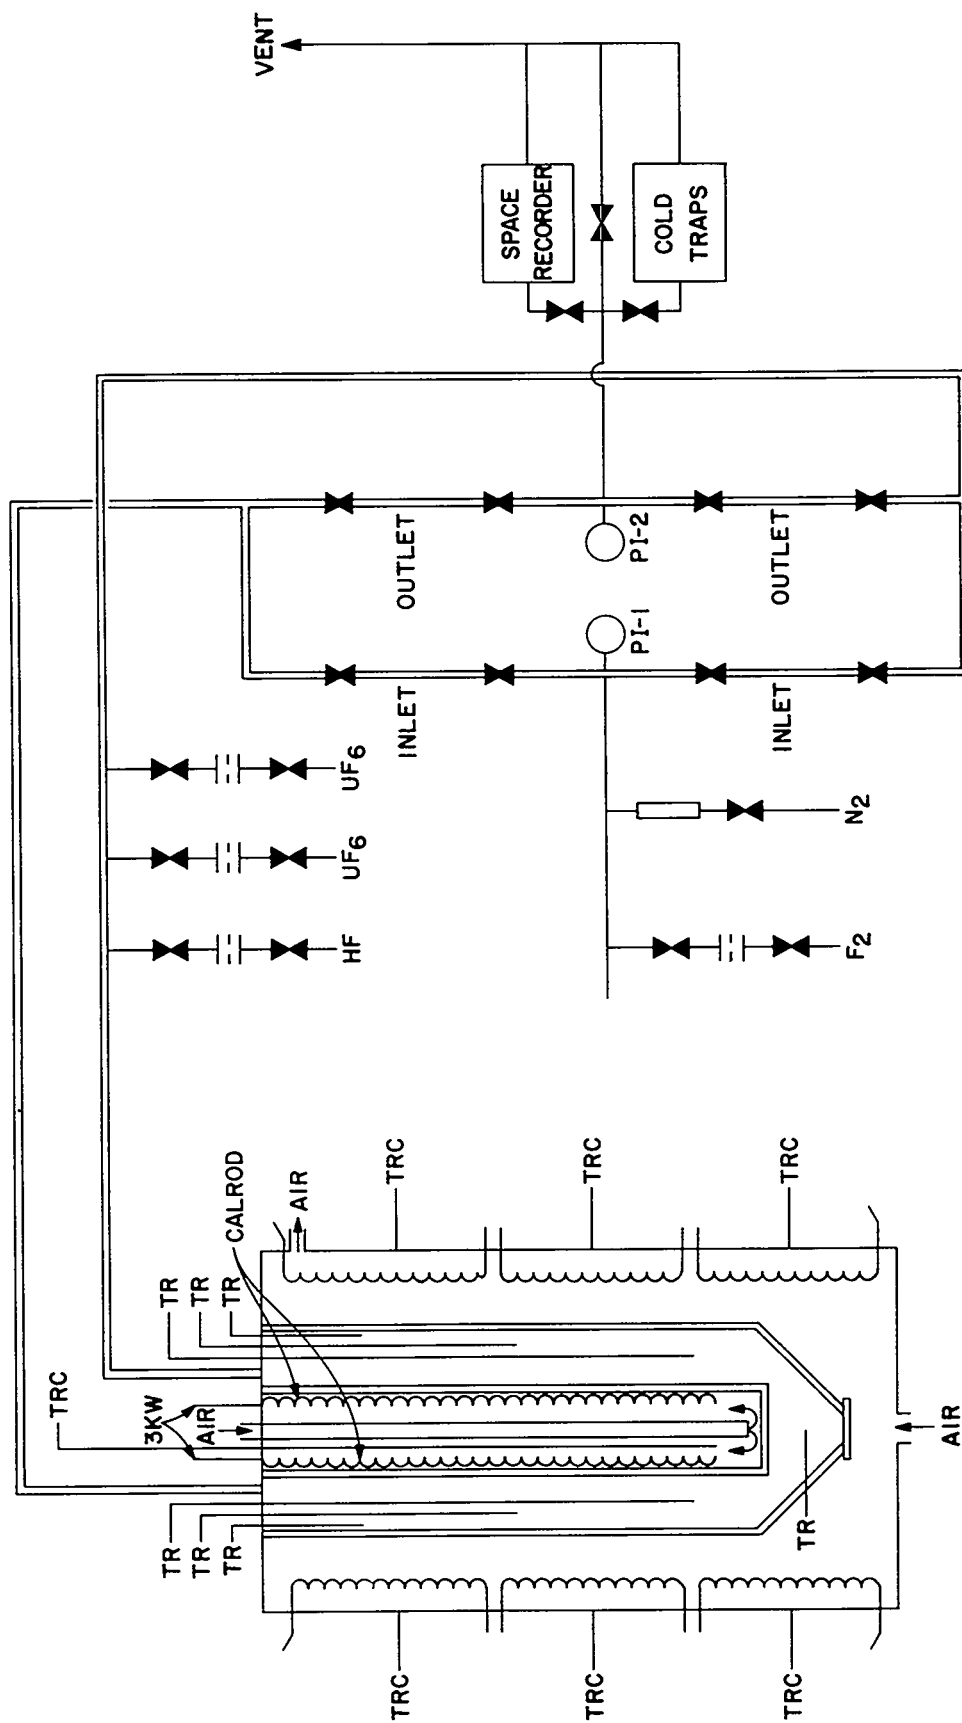 TRC
3KW
AIR
TR
TR
TR
TR
TR
TR
CALROD
AIR
TRC
TRC
TRC
TRC
TRC
TRC
TR
AIR
HF
UF6
UF6
F2
N2
INLET
INLET
PI-1
PI-2
OUTLET
OUTLET
SPACE
RECORDER
COLD
TRAPS
VENT